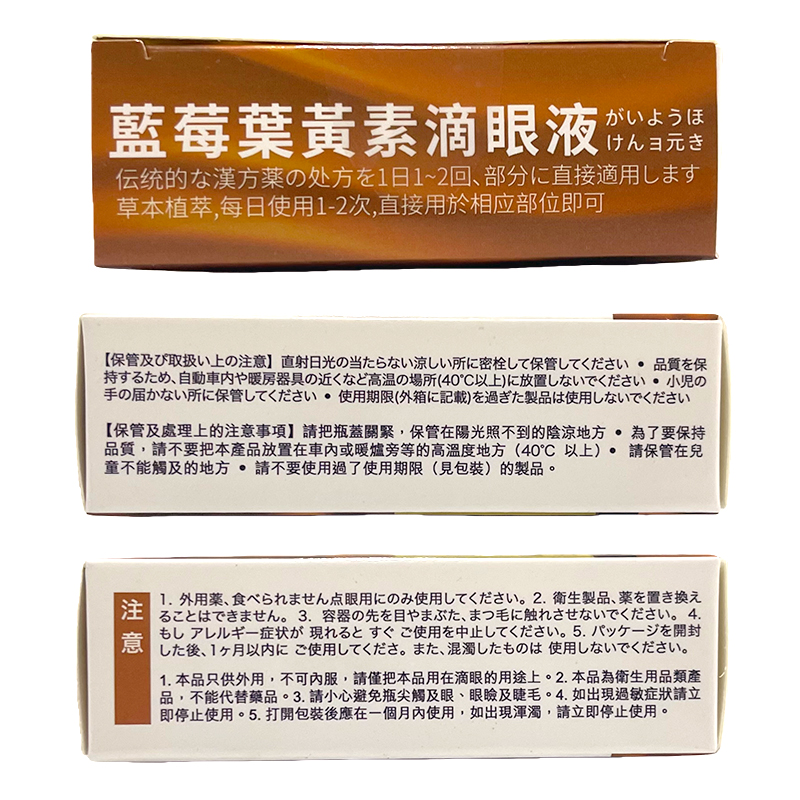 藍莓葉黃素滴眼液
がいようほ
けんョ元き
伝统的な漢方薬の处方を1日1~2回、部分に直接適用します
草本植萃,每日使用1-2次,直接用於相应部位即可
【保管及び取扱い上の注意】直射日光の当たらない涼しい所に密栓して保管してください • 品質を保
持するため、自動車内や暖房器具の近くなど高温の場所(40°C以上)に放置しないでください • 小児の
手の届かない所に保管してください • 使用期限(外箱に記載)を過ぎた製品は使用しないでください
【保管及處理上的注意事項】請把瓶蓋關緊，保管在陽光照不到的陰涼地方 • 為了要保持
品質，請不要把本產品放置在車內或暖爐旁等的高溫度地方（40°C 以上）• 請保管在兒
童不能觸及的地方 • 請不要使用過了使用期限（見包裝）的製品。
注意
1. 外用薬、食べられません点眼用にのみ使用してください。2. 衛生製品、薬を置き換え
ることはできません。3. 容器の先を目やまぶた、まつ毛に触れさせないでください。4.
もし アレルギー症状が 現れると すぐ ご使用を中止してください。5. パッケージを開封
した後、1ヶ月以内に ご使用してくださ。また、混濁したものは 使用しないでください。
1. 本品只供外用，不可內服，請僅把本品用在滴眼的用途上。2. 本品為衛生用品類產
品，不能代替藥品。3. 請小心避免瓶尖觸及眼、眼瞼及睫毛。4. 如出現過敏症狀請立
即停止使用。5. 打開包裝後應在一個月內使用，如出現渾濁，請立即停止使用。